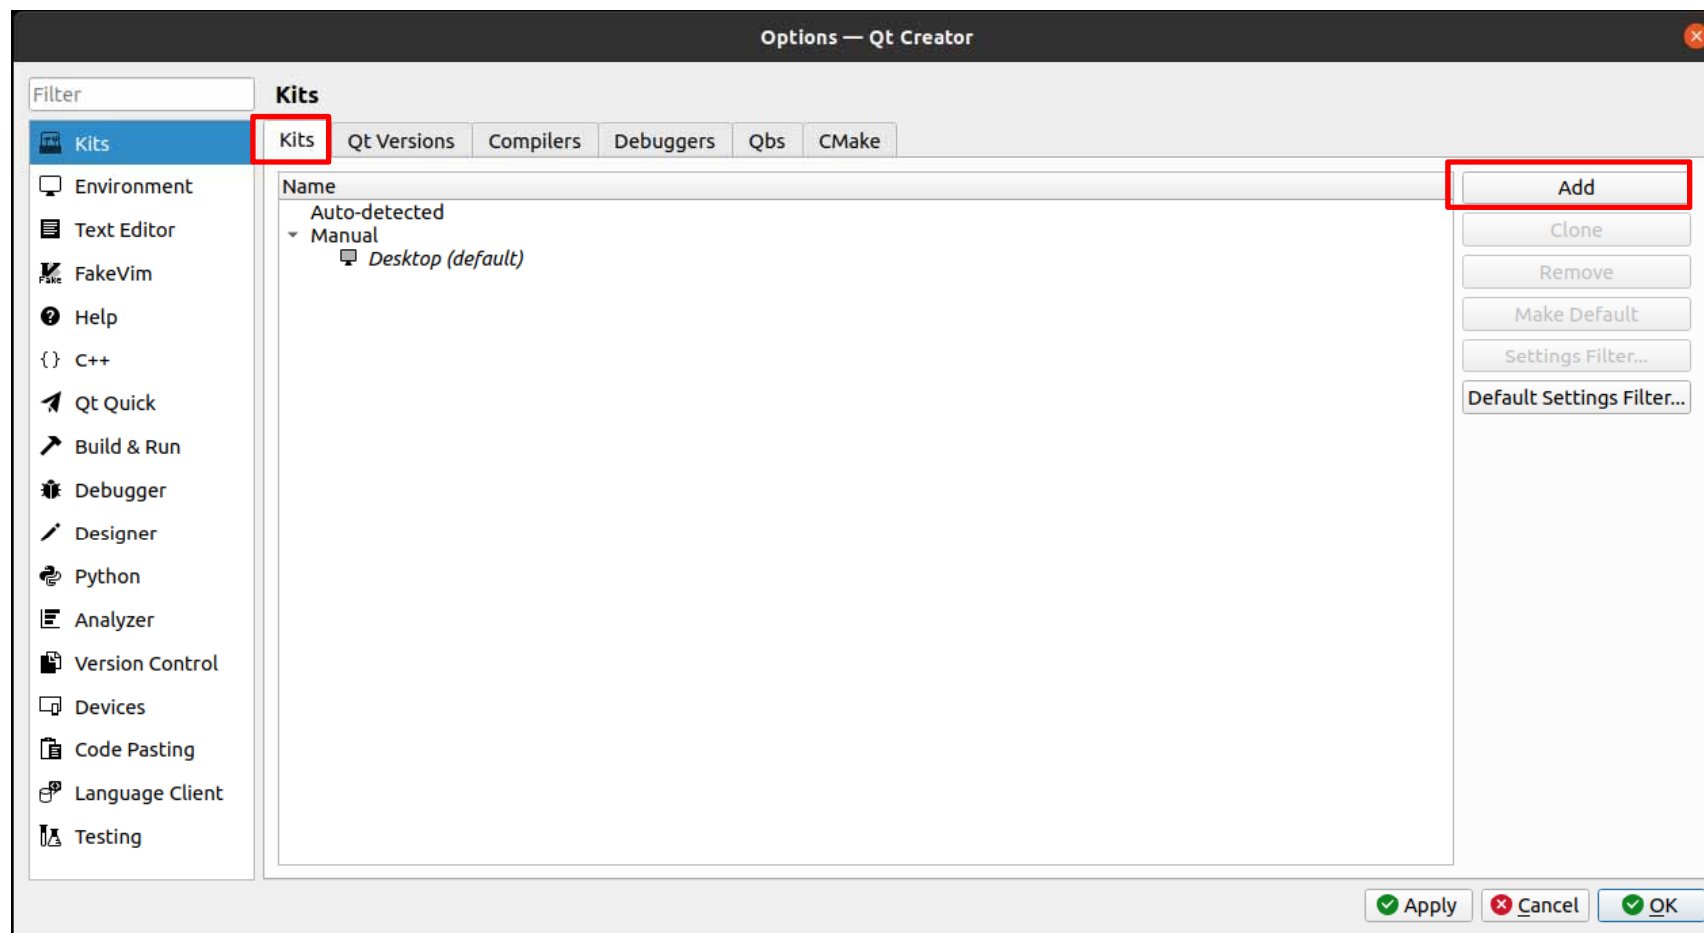 Options — Qt Creator
Filter
Kits
Kits
Environment
Text Editor
FakeVim
Help
{} C++
Qt Quick
Build & Run
Debugger
Designer
Python
Analyzer
Version Control
Devices
Code Pasting
Language Client
Testing
Kits Qt Versions Compilers Debuggers Qbs CMake
Name
Auto-detected
Manual
Desktop (default)
Add
Clone
Remove
Make Default
Settings Filter...
Default Settings Filter...
Apply Cancel OK